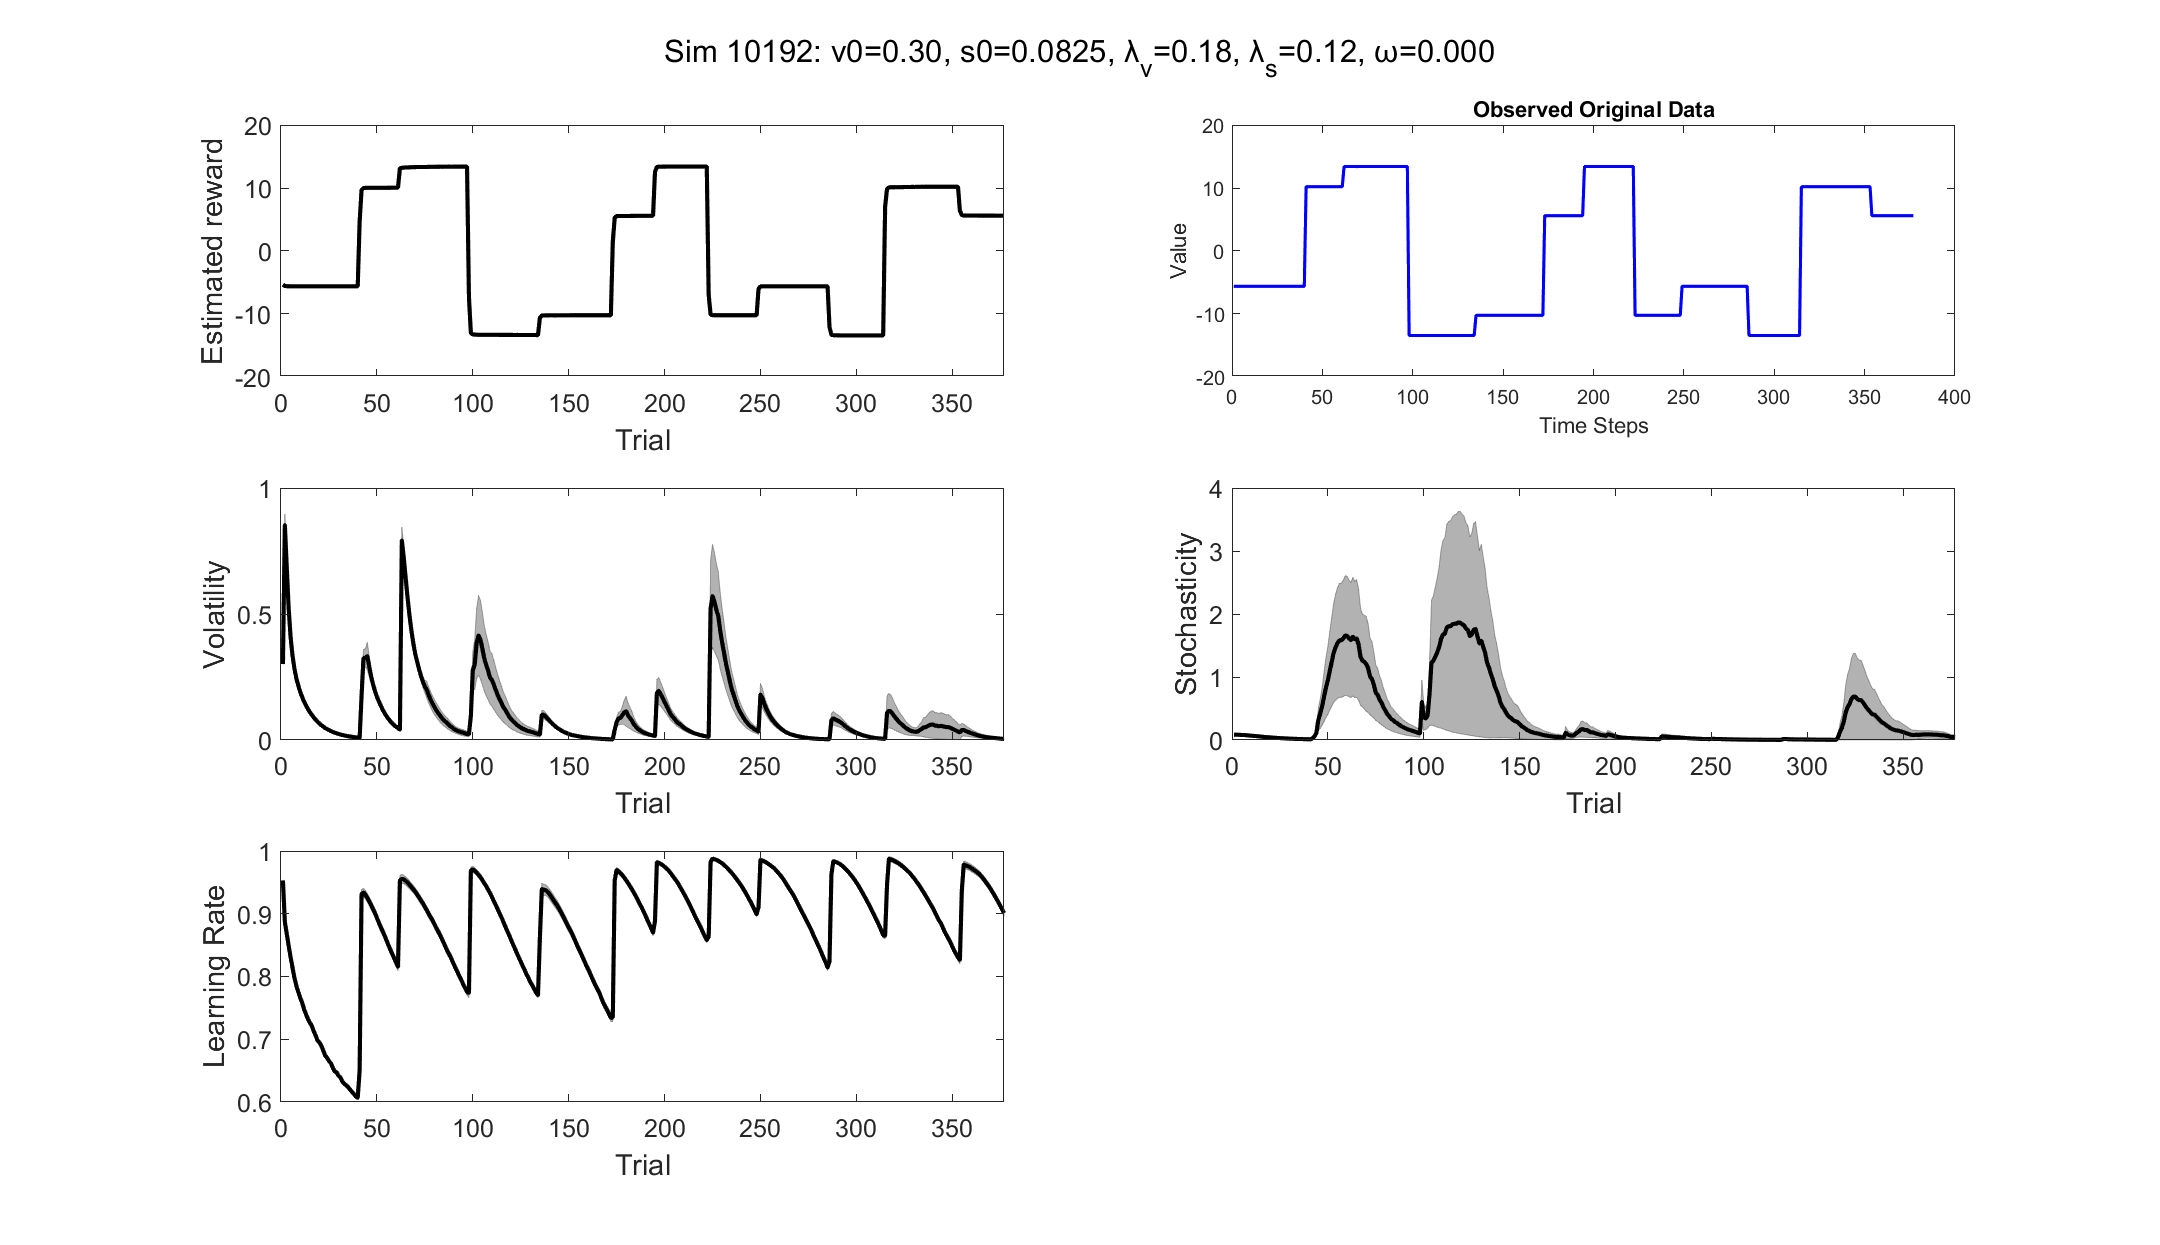 Sim 10192: v0=0.30, s0=0.0825, λ_v=0.18, λ_s=0.12, ω=0.000
Estimated reward
20
10
0
-10
-20
0 50 100 150 200 250 300 350
Trial
Observed Original Data
Value
20
10
0
-10
-20
0 50 100 150 200 250 300 350 400
Time Steps
Volatility
1
0.5
0
0 50 100 150 200 250 300 350
Trial
Stochasticity
4
3
2
1
0
0 50 100 150 200 250 300 350
Trial
Learning Rate
1
0.9
0.8
0.7
0.6
0 50 100 150 200 250 300 350
Trial